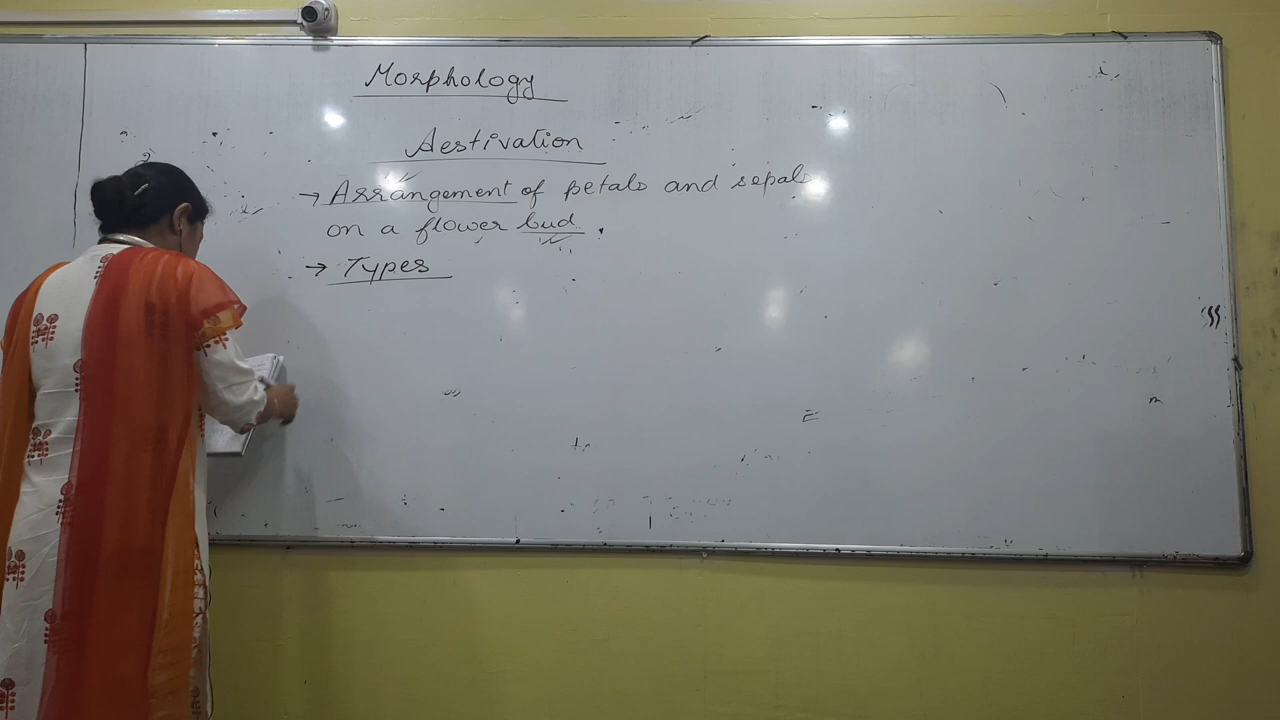 Morphology
Aestivation
→ Arrangement of petals and sepals
on a flower bud.
→ Types